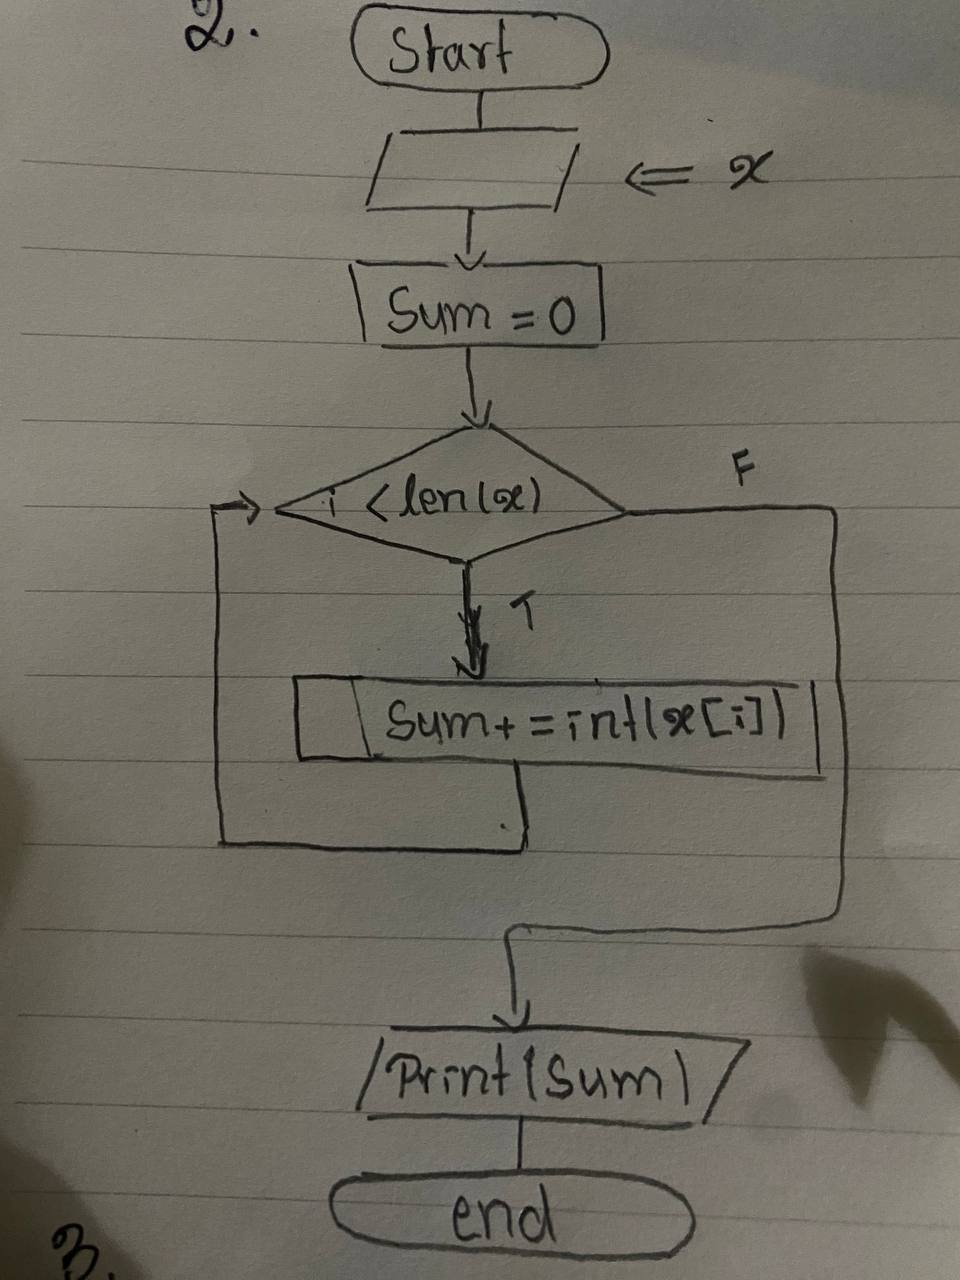 2.
Start
⇐ x
Sum = 0
i < len(x)
F
T
Sum+=int(x[i])
Print(Sum)
end
3.